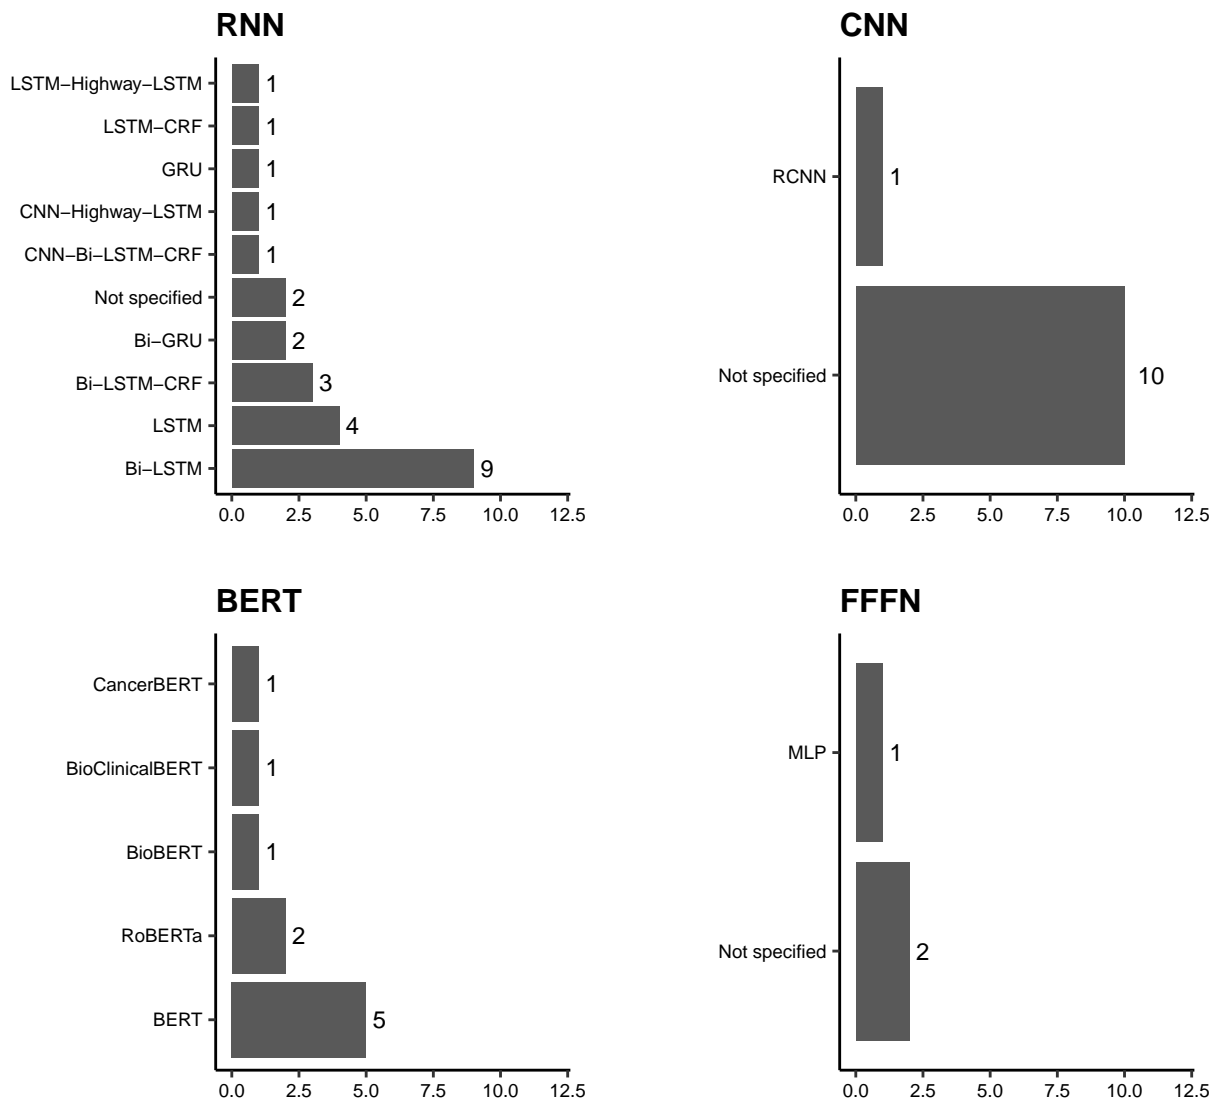 RNN
LSTM−Highway−LSTM 1
LSTM−CRF 1
GRU 1
CNN−Highway−LSTM 1
CNN−Bi−LSTM−CRF 1
Not specified 2
Bi−GRU 2
Bi−LSTM−CRF 3
LSTM 4
Bi−LSTM 9
0.0 2.5 5.0 7.5 10.0 12.5
CNN
RCNN 1
Not specified 10
0.0 2.5 5.0 7.5 10.0 12.5
BERT
CancerBERT 1
BioClinicalBERT 1
BioBERT 1
RoBERTa 2
BERT 5
0.0 2.5 5.0 7.5 10.0 12.5
FFFN
MLP 1
Not specified 2
0.0 2.5 5.0 7.5 10.0 12.5